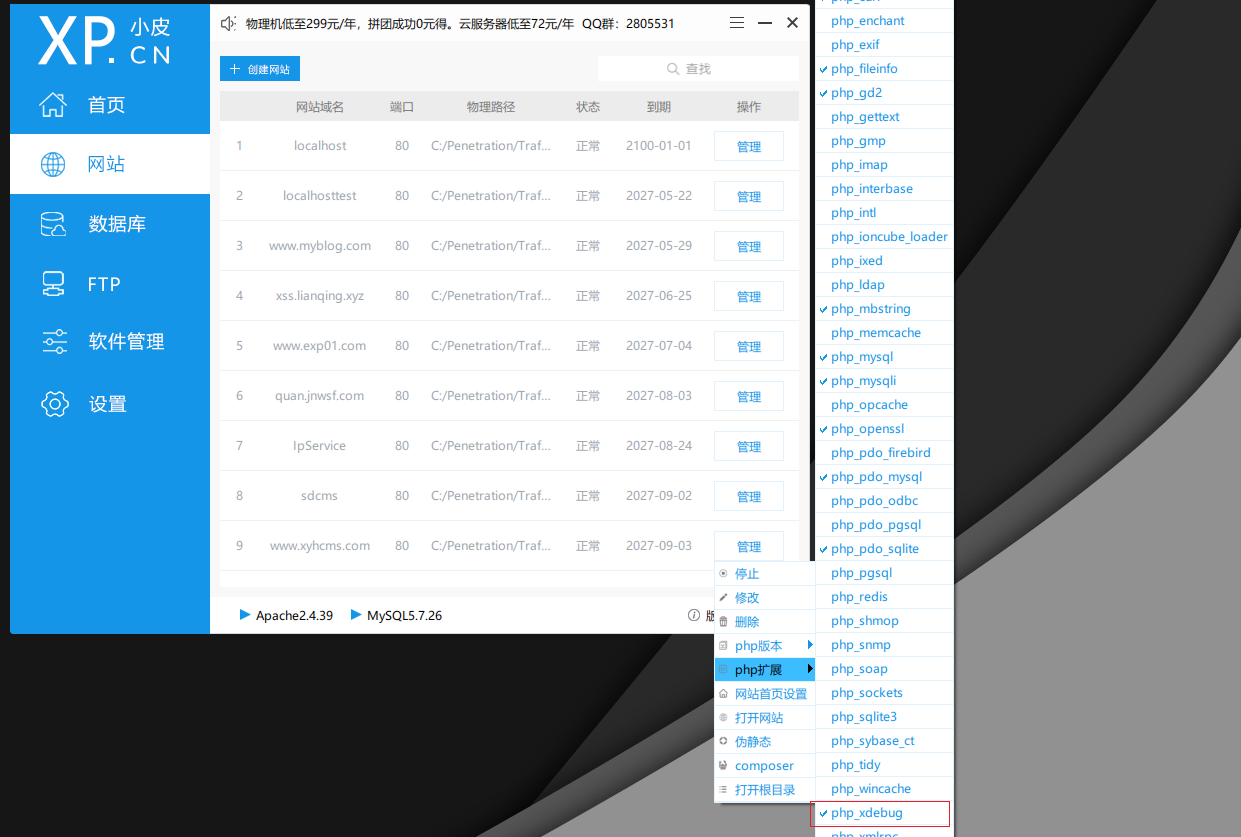 XP.CN 小皮
物理机低至299元/年，拼团成功0元得。云服务器低至72元/年 QQ群：2805531
首页
网站
数据库
FTP
软件管理
设置
创建网站
查找
网站域名 端口 物理路径 状态 到期 操作
1 localhost 80 C:/Penetration/Traf... 正常 2100-01-01 管理
2 localhosttest 80 C:/Penetration/Traf... 正常 2027-05-22 管理
3 www.myblog.com 80 C:/Penetration/Traf... 正常 2027-05-29 管理
4 xss.lianqing.xyz 80 C:/Penetration/Traf... 正常 2027-06-25 管理
5 www.exp01.com 80 C:/Penetration/Traf... 正常 2027-07-04 管理
6 quan.jnwsf.com 80 C:/Penetration/Traf... 正常 2027-08-03 管理
7 IpService 80 C:/Penetration/Traf... 正常 2027-08-24 管理
8 sdcms 80 C:/Penetration/Traf... 正常 2027-09-02 管理
9 www.xyhcms.com 80 C:/Penetration/Traf... 正常 2027-09-03 管理
Apache2.4.39 MySQL5.7.26
版
停止
修改
删除
php版本
php扩展
网站首页设置
打开网站
伪静态
composer
打开根目录
php_curl
php_enchant
php_exif
php_fileinfo
php_gd2
php_gettext
php_gmp
php_imap
php_interbase
php_intl
php_ioncube_loader
php_ixed
php_ldap
php_mbstring
php_memcache
php_mysql
php_mysqli
php_opcache
php_openssl
php_pdo_firebird
php_pdo_mysql
php_pdo_odbc
php_pdo_pgsql
php_pdo_sqlite
php_pgsql
php_redis
php_shmop
php_snmp
php_soap
php_sockets
php_sqlite3
php_sybase_ct
php_tidy
php_wincache
php_xdebug
php_xmlrpc